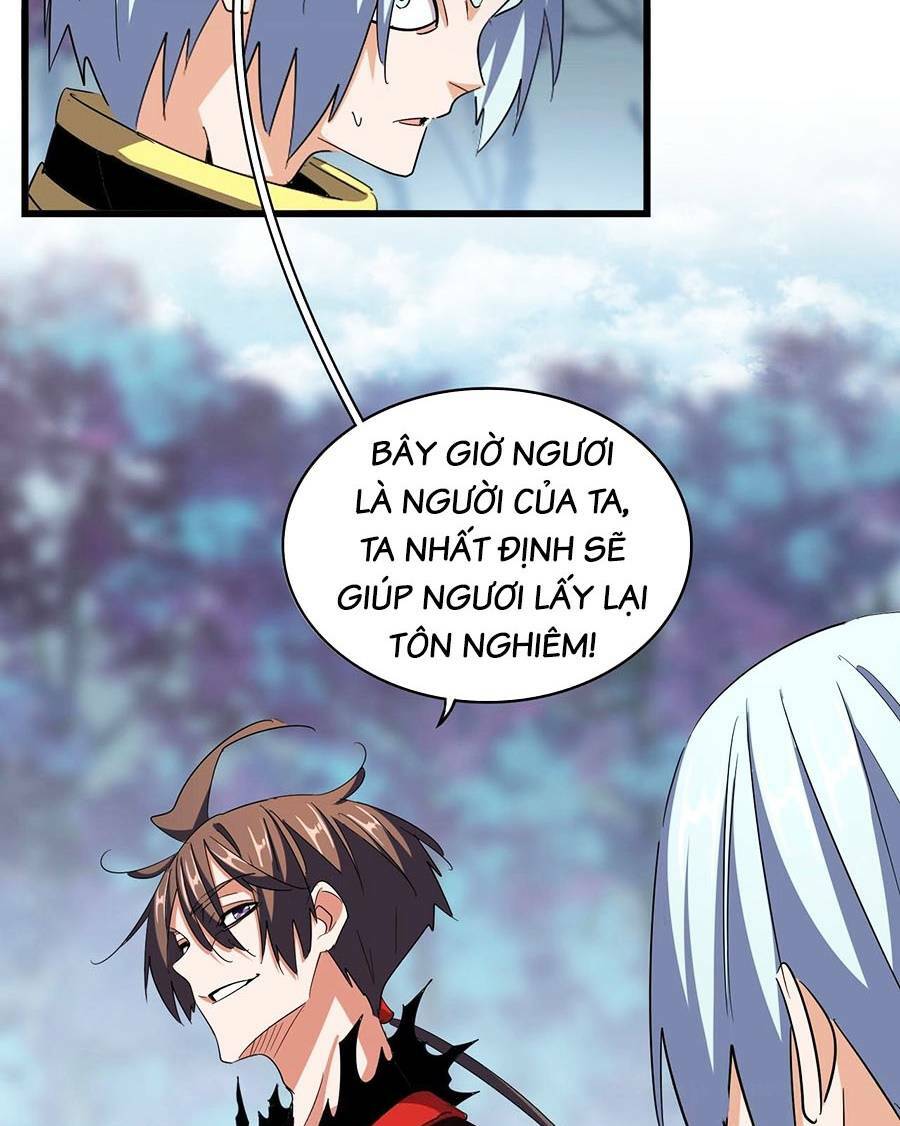 BÂY GIỜ NGƯƠI
LÀ NGƯỜI CỦA TA,
TA NHẤT ĐỊNH SẼ
GIÚP NGƯƠI LẤY LẠI
TÔN NGHIÊM!